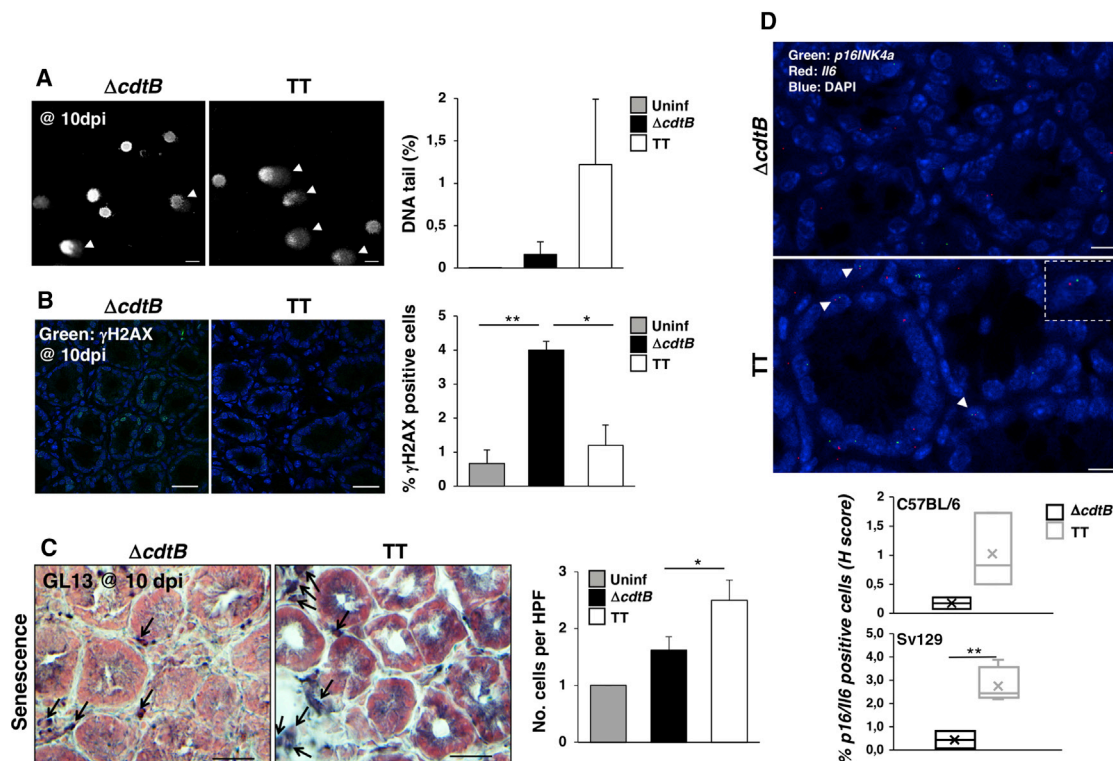 A
ΔcdtB
TT
@ 10dpi
DNA tail (%)
2
1,5
1
0,5
0
Uninf
ΔcdtB
TT
B
ΔcdtB
TT
Green: γH2AX
@ 10dpi
% γH2AX positive cells
5
4
3
2
1
0
**
*
Uninf
ΔcdtB
TT
C
ΔcdtB
TT
Senescence
GL13 @ 10 dpi
No. cells per HPF
3
2
1
0
*
Uninf
ΔcdtB
TT
D
Green: p16INK4a
Red: Il6
Blue: DAPI
ΔcdtB
TT
% p16/Il6 positive cells (H score)
C57BL/6
2
1,5
1
0,5
0
ΔcdtB
TT
Sv129
5,0
4,0
3,0
2,0
1,0
0,0
**